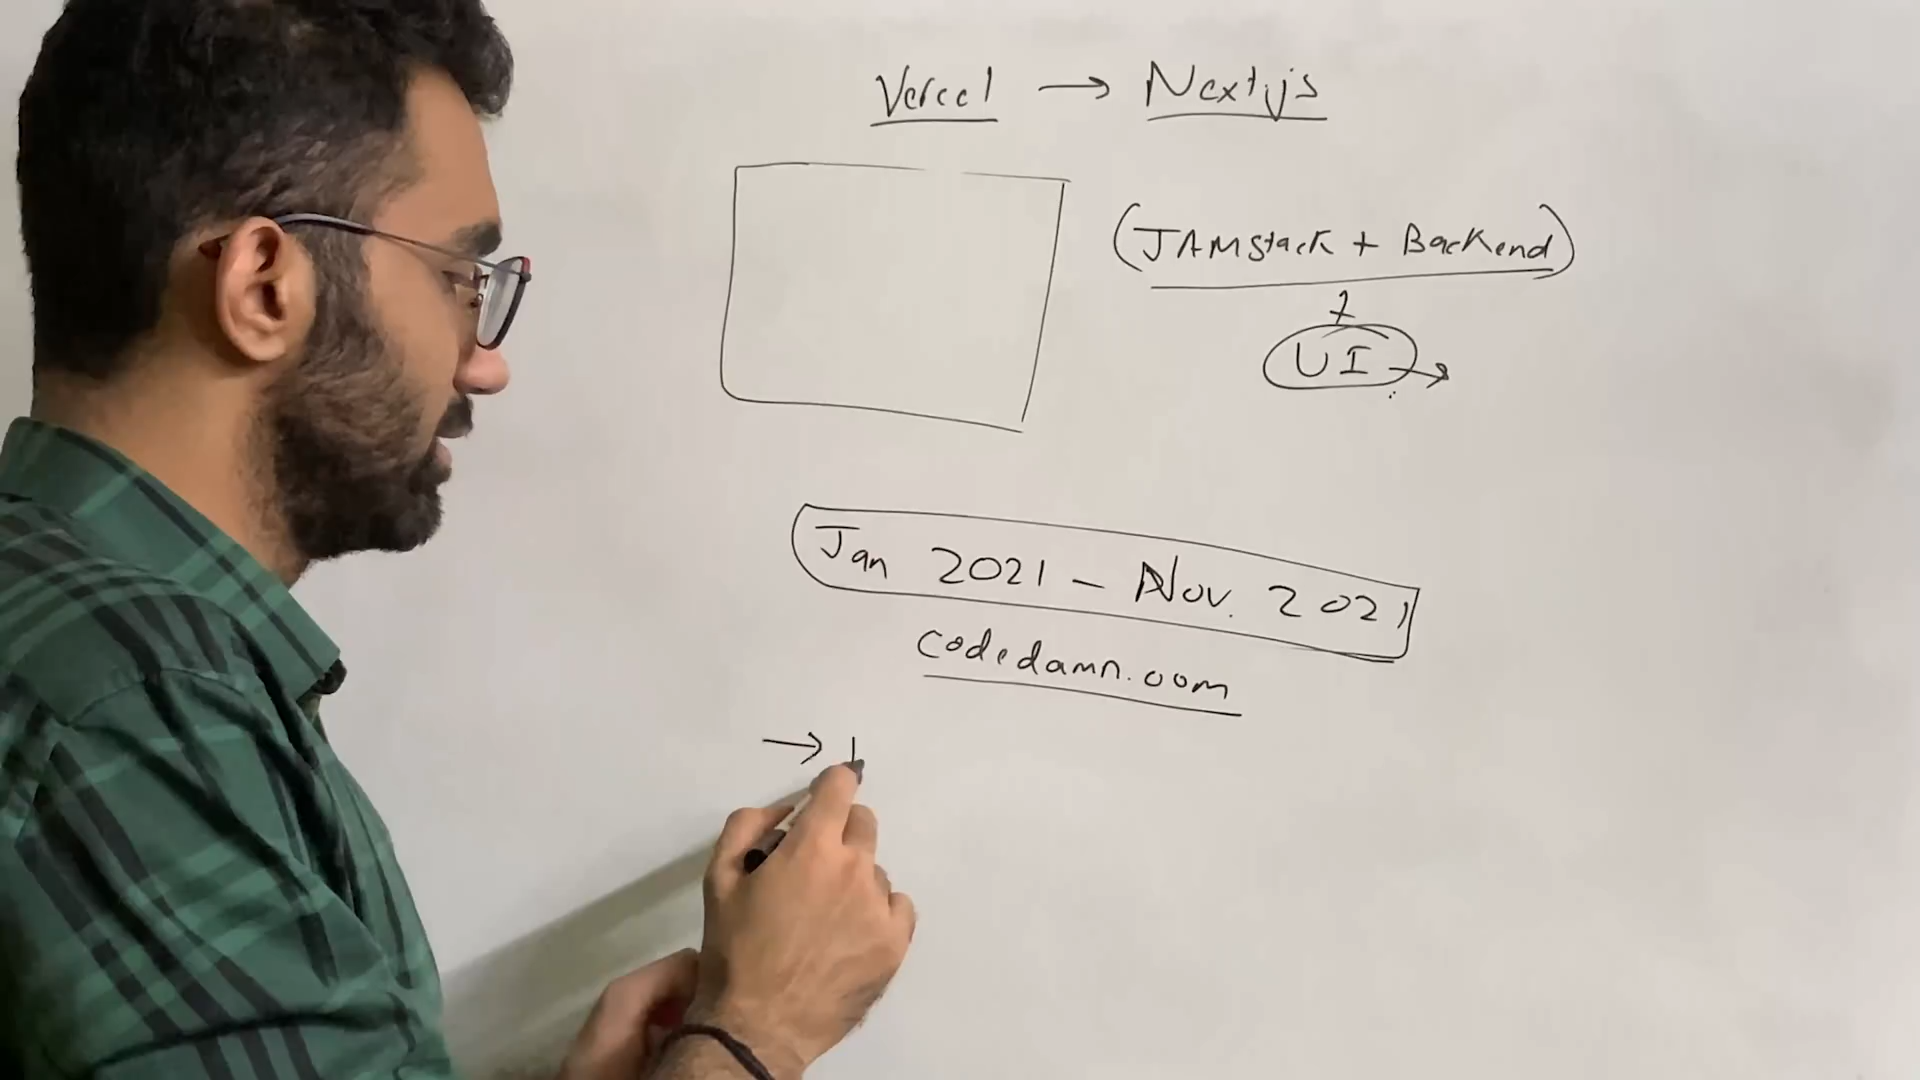 Vercel → Nextjs
(JAMstack + Backend)
+
UI →
Jan 2021 - Nov. 2021
codedamn.com
→